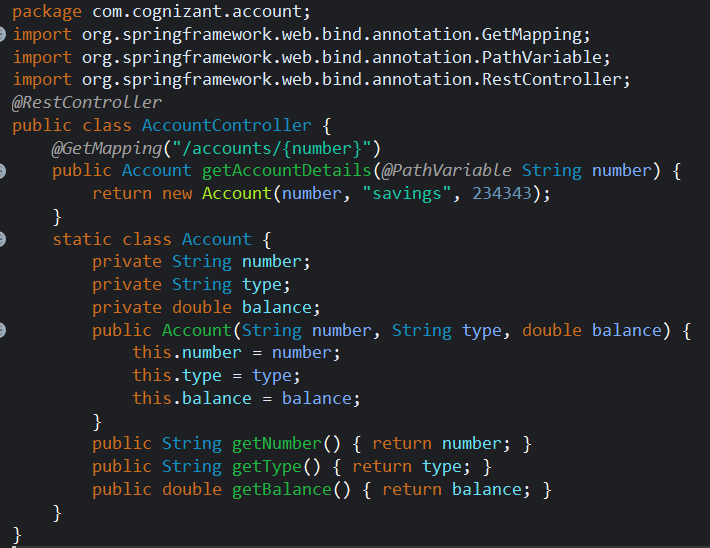 package com.cognizant.account;
import org.springframework.web.bind.annotation.GetMapping;
import org.springframework.web.bind.annotation.PathVariable;
import org.springframework.web.bind.annotation.RestController;
@RestController
public class AccountController {
    @GetMapping("/accounts/{number}")
    public Account getAccountDetails(@PathVariable String number) {
        return new Account(number, "savings", 234343);
    }
    static class Account {
        private String number;
        private String type;
        private double balance;
        public Account(String number, String type, double balance) {
            this.number = number;
            this.type = type;
            this.balance = balance;
        }
        public String getNumber() { return number; }
        public String getType() { return type; }
        public double getBalance() { return balance; }
    }
}